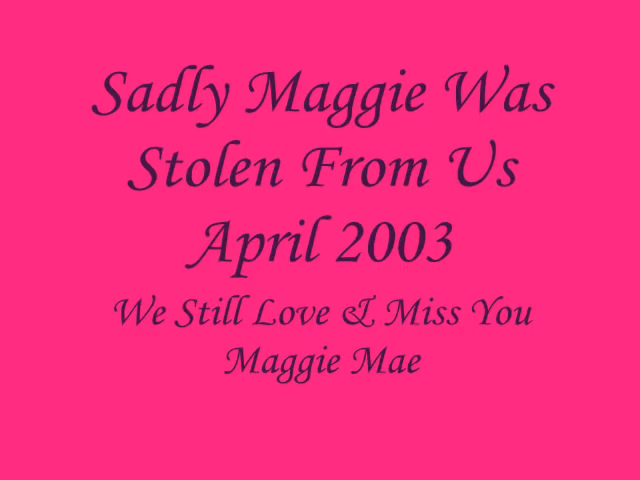 Sadly Maggie Was
Stolen From Us
April 2003
We Still Love & Miss You
Maggie Mae